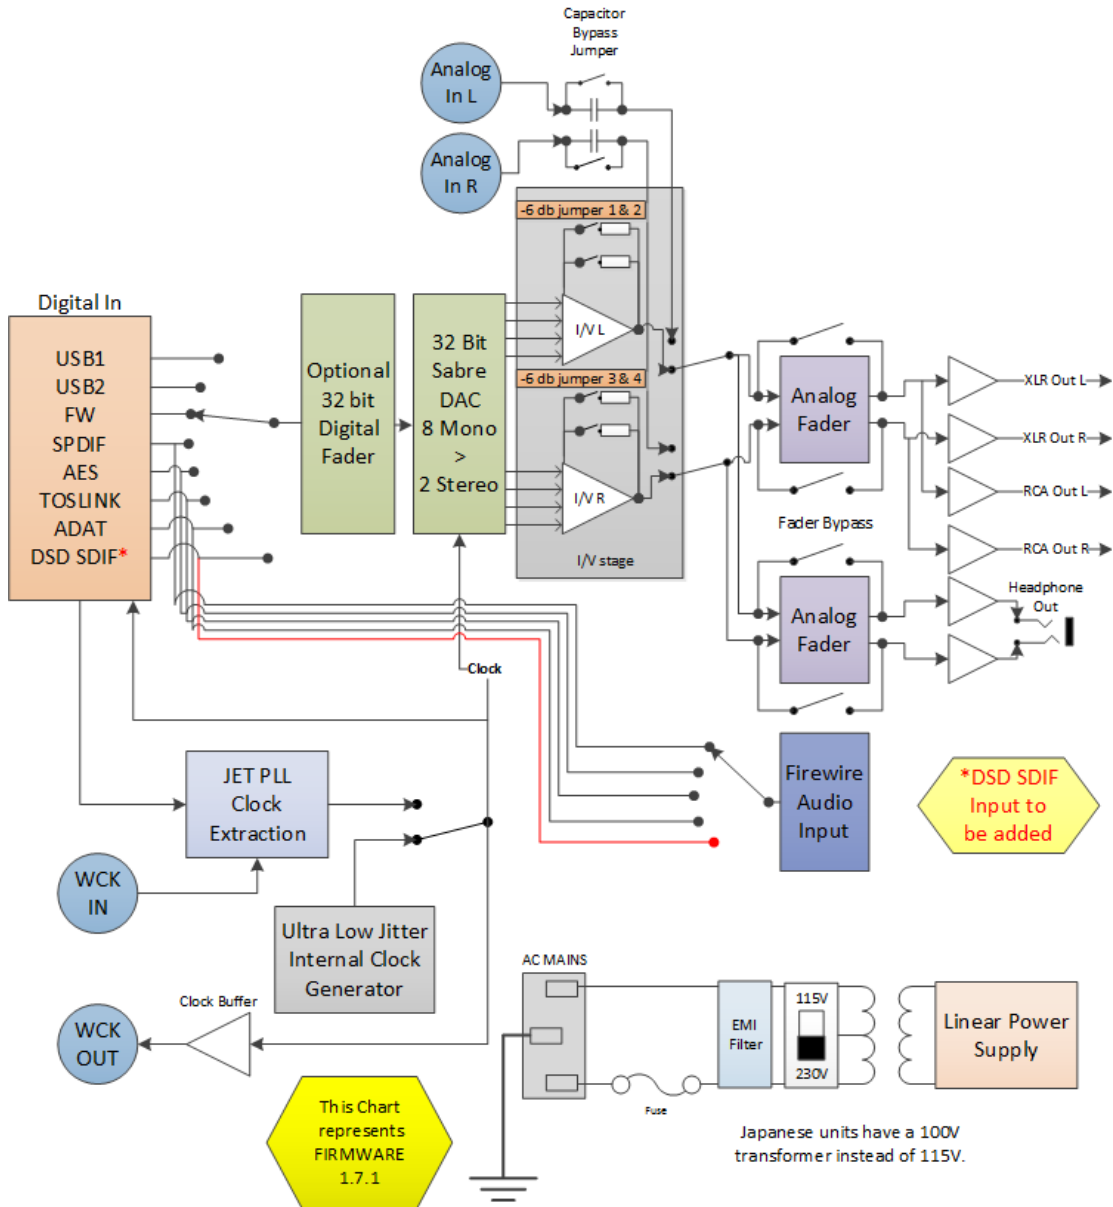 Capacitor
Bypass
Jumper
Analog
In L
Analog
In R
-6 db jumper 1 & 2
I/V L
-6 db jumper 3 & 4
I/V R
I/V stage
Digital In
USB1
USB2
FW
SPDIF
AES
TOSLINK
ADAT
DSD SDIF*
Optional
32 bit
Digital
Fader
32 Bit
Sabre
DAC
8 Mono
>
2 Stereo
Analog
Fader
Fader Bypass
Analog
Fader
XLR Out L
XLR Out R
RCA Out L
RCA Out R
Headphone
Out
Clock
JET PLL
Clock
Extraction
Firewire
Audio
Input
*DSD SDIF
Input to
be added
WCK
IN
Ultra Low Jitter
Internal Clock
Generator
WCK
OUT
Clock Buffer
AC MAINS
Fuse
EMI
Filter
115V
230V
Linear Power
Supply
This Chart
represents
FIRMWARE
1.7.1
Japanese units have a 100V
transformer instead of 115V.